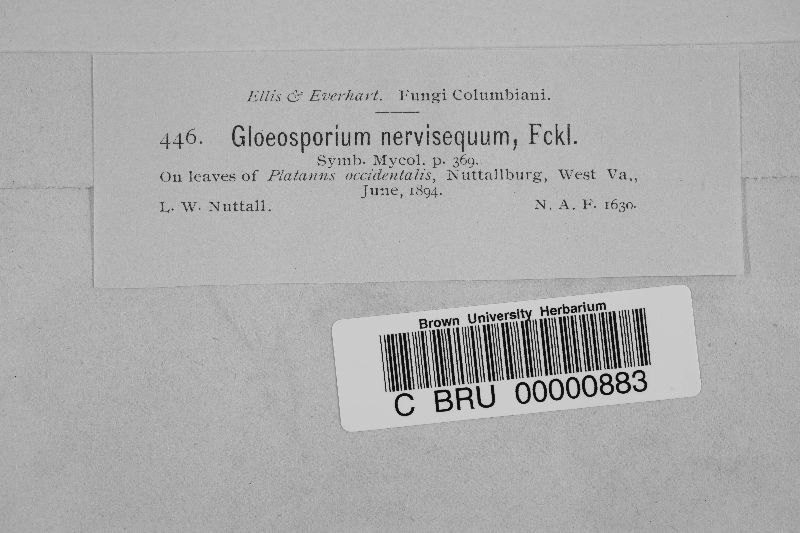 Ellis & Everhart. Fungi Columbiani.
446. Gloeosporium nervisequum, Fckl.
Symb. Mycol. p. 369.
On leaves of Platanus occidentalis, Nuttallburg, West Va.,
June, 1894.
L. W. Nuttall. N. A. F. 1630.
Brown University Herbarium
C BRU 00000883